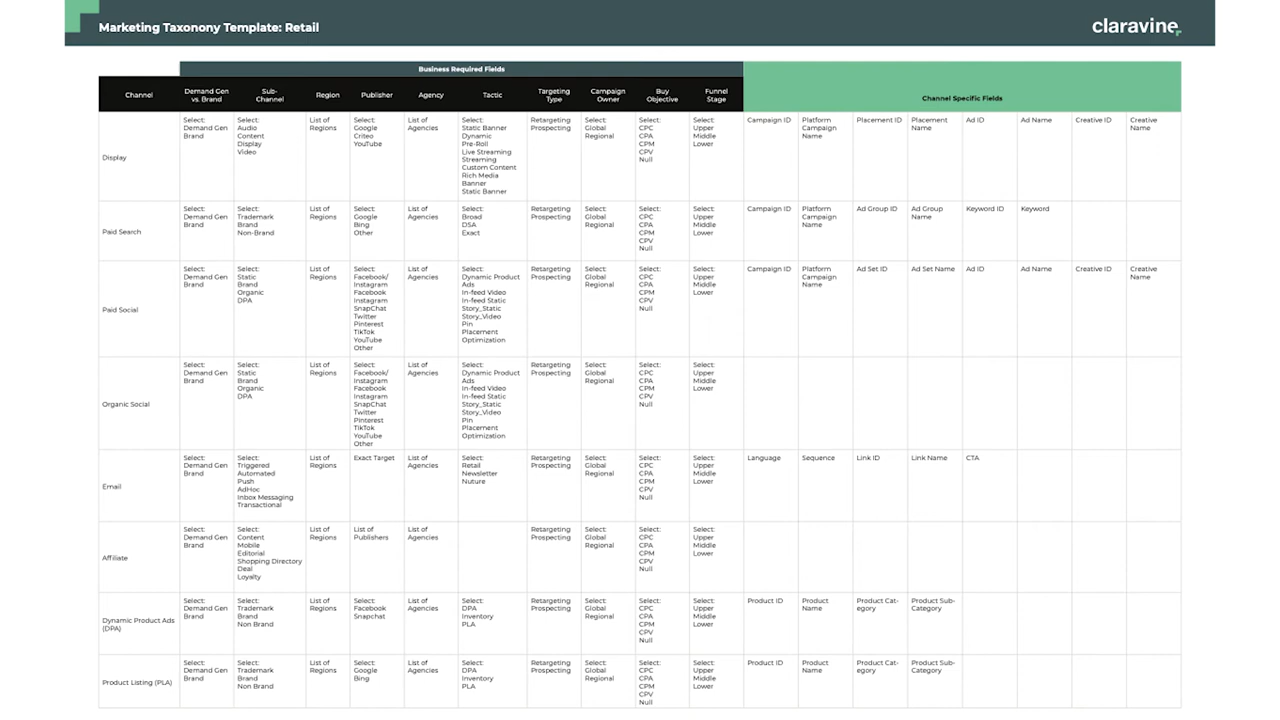 Marketing Taxonomy Template: Retail
claravine
Business Required Fields
Channel
Demand Gen
vs. Brand
Sub-
Channel
Region
Publisher
Agency
Tactic
Targeting
Type
Campaign
Owner
Buy
Objective
Funnel
Stage
Channel Specific Fields
Display
Select:
Demand Gen
Brand
Select:
Audio
Content
Display
Video
List of
Regions
Select:
Google
Criteo
YouTube
List of
Agencies
Select:
Static Banner
Dynamic
Pre-Roll
Live Streaming
Streaming
Custom Content
Rich Media
Banner
Static Banner
Retargeting
Prospecting
Select:
Global
Regional
Select:
CPC
CPA
CPM
CPV
Null
Select:
Upper
Middle
Lower
Campaign ID
Platform
Campaign
Name
Placement ID
Placement
Name
Ad ID
Ad Name
Creative ID
Creative
Name
Paid Search
Select:
Demand Gen
Brand
Select:
Trademark
Brand
Non-Brand
List of
Regions
Select:
Google
Bing
Other
List of
Agencies
Select:
Broad
DSA
Exact
Retargeting
Prospecting
Select:
Global
Regional
Select:
CPC
CPA
CPM
CPV
Null
Select:
Upper
Middle
Lower
Campaign ID
Platform
Campaign
Name
Ad Group ID
Ad Group
Name
Keyword ID
Keyword
Paid Social
Select:
Demand Gen
Brand
Select:
Static
Brand
Organic
DPA
List of
Regions
Select:
Facebook/
Instagram
Facebook
Instagram
SnapChat
Twitter
Pinterest
TikTok
YouTube
Other
List of
Agencies
Select:
Dynamic Product
Ads
In-feed Video
In-feed Static
Story_Static
Story_Video
Pin
Placement
Optimization
Retargeting
Prospecting
Select:
Global
Regional
Select:
CPC
CPA
CPM
CPV
Null
Select:
Upper
Middle
Lower
Campaign ID
Platform
Campaign
Name
Ad Set ID
Ad Set Name
Ad ID
Ad Name
Creative ID
Creative
Name
Organic Social
Select:
Demand Gen
Brand
Select:
Static
Brand
Organic
DPA
List of
Regions
Select:
Facebook/
Instagram
Facebook
Instagram
SnapChat
Twitter
Pinterest
TikTok
YouTube
Other
List of
Agencies
Select:
Dynamic Product
Ads
In-feed Video
In-feed Static
Story_Static
Story_Video
Pin
Placement
Optimization
Retargeting
Prospecting
Select:
Global
Regional
Select:
CPC
CPA
CPM
CPV
Null
Select:
Upper
Middle
Lower
Email
Select:
Demand Gen
Brand
Select:
Triggered
Automated
Push
AdHoc
Inbox Messaging
Transactional
List of
Regions
Exact Target
List of
Agencies
Select:
Retail
Newsletter
Nuture
Retargeting
Prospecting
Select:
Global
Regional
Select:
CPC
CPA
CPM
CPV
Null
Select:
Upper
Middle
Lower
Language
Sequence
Link ID
Link Name
CTA
Affiliate
Select:
Demand Gen
Brand
Select:
Content
Mobile
Editorial
Shopping Directory
Deal
Loyalty
List of
Regions
List of
Publishers
List of
Agencies
Retargeting
Prospecting
Select:
Global
Regional
Select:
CPC
CPA
CPM
CPV
Null
Select:
Upper
Middle
Lower
Dynamic Product Ads
(DPA)
Select:
Demand Gen
Brand
Select:
Trademark
Brand
Non Brand
List of
Regions
Select:
Facebook
Snapchat
List of
Agencies
Select:
DPA
Inventory
PLA
Retargeting
Prospecting
Select:
Global
Regional
Select:
CPC
CPA
CPM
CPV
Null
Select:
Upper
Middle
Lower
Product ID
Product
Name
Product Cat-
egory
Product Sub-
Category
Product Listing (PLA)
Select:
Demand Gen
Brand
Select:
Trademark
Brand
Non Brand
List of
Regions
Select:
Google
Bing
List of
Agencies
Select:
DPA
Inventory
PLA
Retargeting
Prospecting
Select:
Global
Regional
Select:
CPC
CPA
CPM
CPV
Null
Select:
Upper
Middle
Lower
Product ID
Product
Name
Product Cat-
egory
Product Sub-
Category